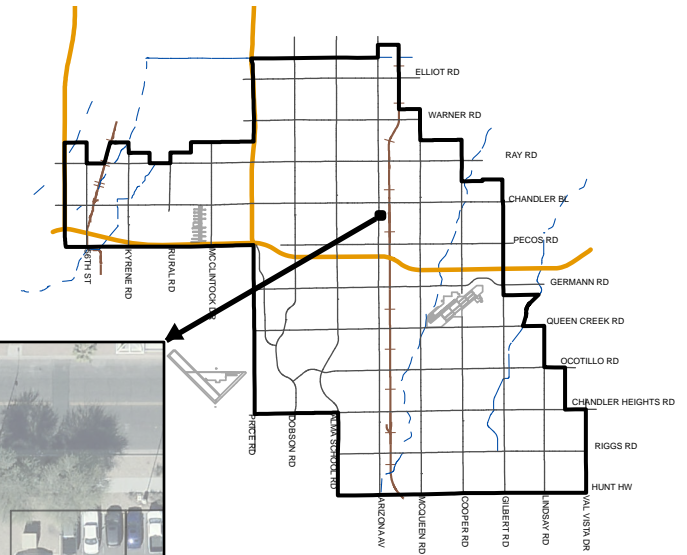 ELLIOT RD
WARNER RD
RAY RD
CHANDLER BL
PECOS RD
GERMANN RD
QUEEN CREEK RD
OCOTILLO RD
CHANDLER HEIGHTS RD
RIGGS RD
HUNT HW
56TH ST
KYRENE RD
RURAL RD
MCCLINTOCK DR
PRICE RD
DOBSON RD
ALMA SCHOOL RD
ARIZONA AV
MCQUEEN RD
COOPER RD
GILBERT RD
LINDSAY RD
VAL VISTA DR